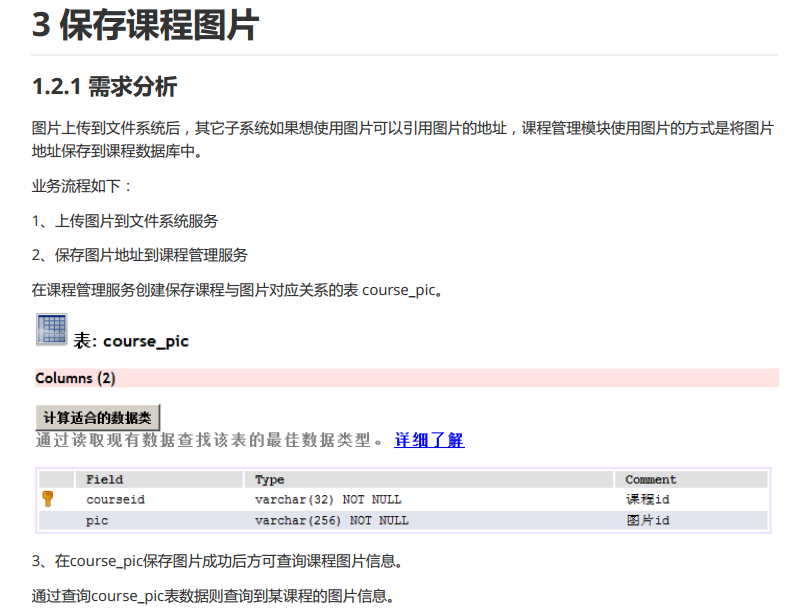 3 保存课程图片
1.2.1 需求分析
图片上传到文件系统后，其它子系统如果想使用图片可以引用图片的地址，课程管理模块使用图片的方式是将图片
地址保存到课程数据库中。
业务流程如下：
1、上传图片到文件系统服务
2、保存图片地址到课程管理服务
在课程管理服务创建保存课程与图片对应关系的表 course_pic。
表: course_pic
Columns (2)
计算适合的数据类
通过读取现有数据查找该表的最佳数据类型。 详细了解
Field Type Comment
courseid varchar(32) NOT NULL 课程id
pic varchar(256) NOT NULL 图片id
3、在course_pic保存图片成功后方可查询课程图片信息。
通过查询course_pic表数据则查询到某课程的图片信息。